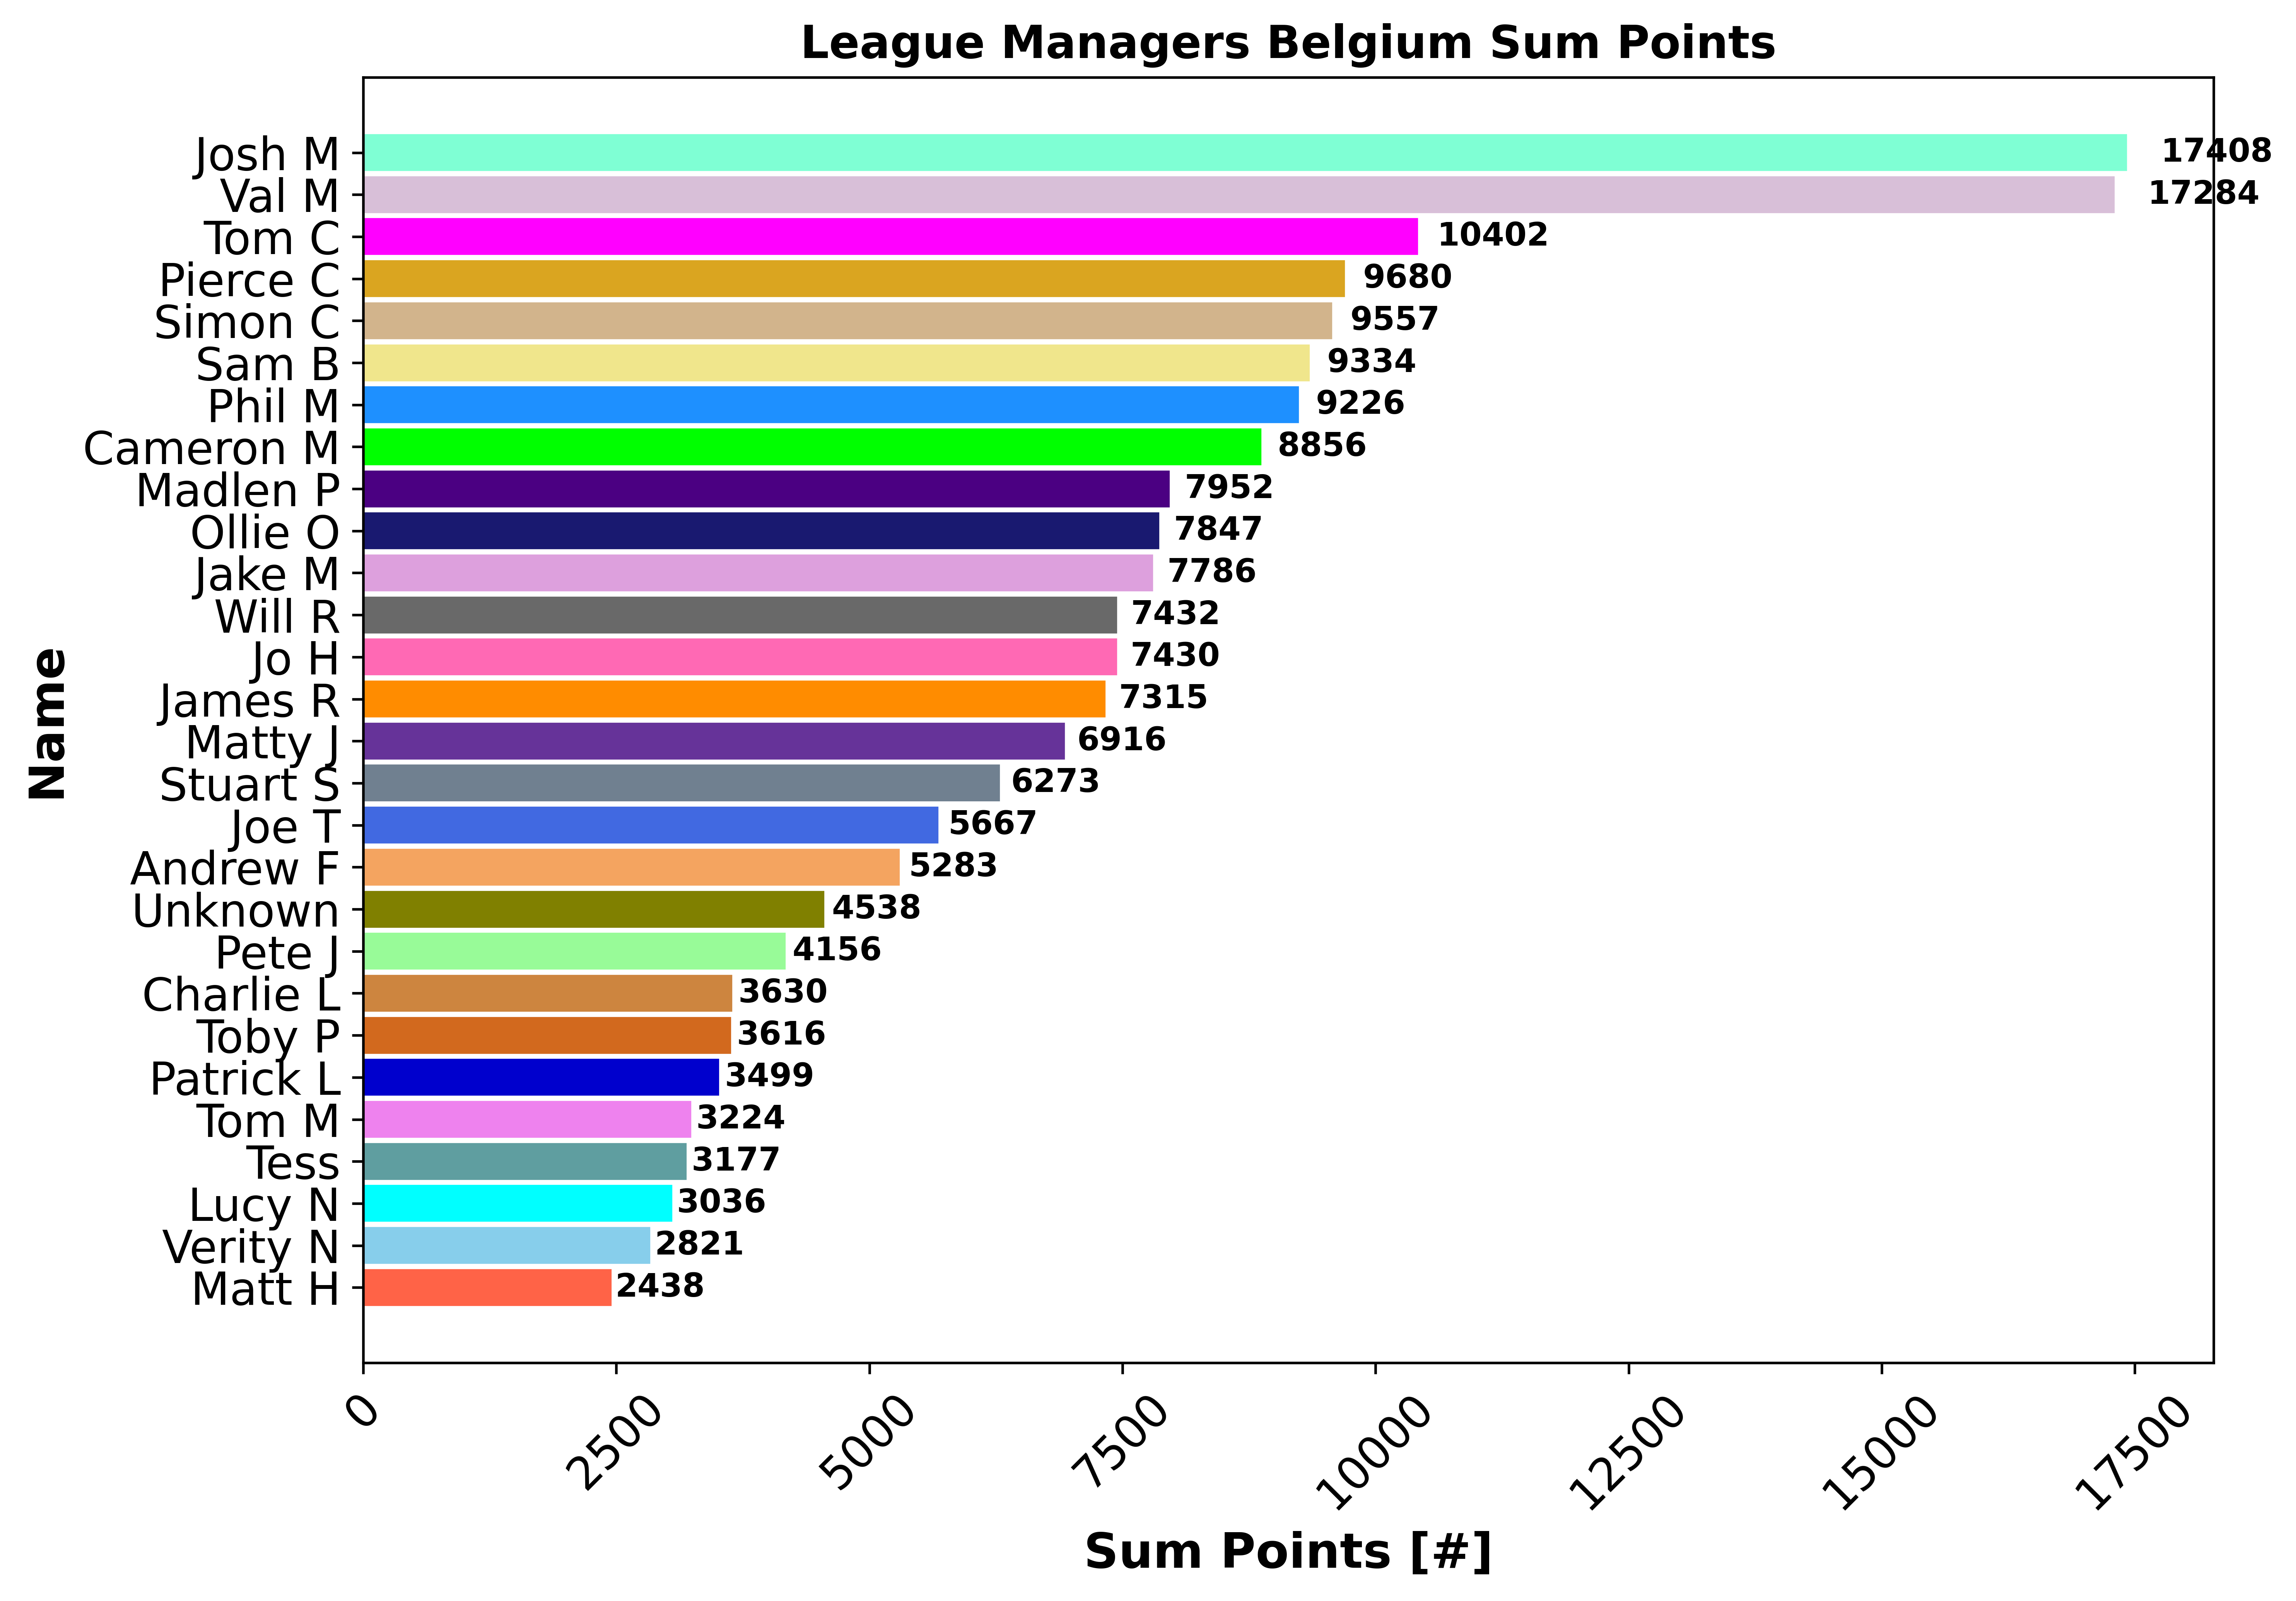 League Managers Belgium Sum Points
Josh M 17408
Val M 17284
Tom C 10402
Pierce C 9680
Simon C 9557
Sam B 9334
Phil M 9226
Cameron M 8856
Madlen P 7952
Ollie O 7847
Jake M 7786
Will R 7432
Jo H 7430
James R 7315
Matty J 6916
Stuart S 6273
Joe T 5667
Andrew F 5283
Unknown 4538
Pete J 4156
Charlie L 3630
Toby P 3616
Patrick L 3499
Tom M 3224
Tess 3177
Lucy N 3036
Verity N 2821
Matt H 2438
Name
0 2500 5000 7500 10000 12500 15000 17500
Sum Points [#]